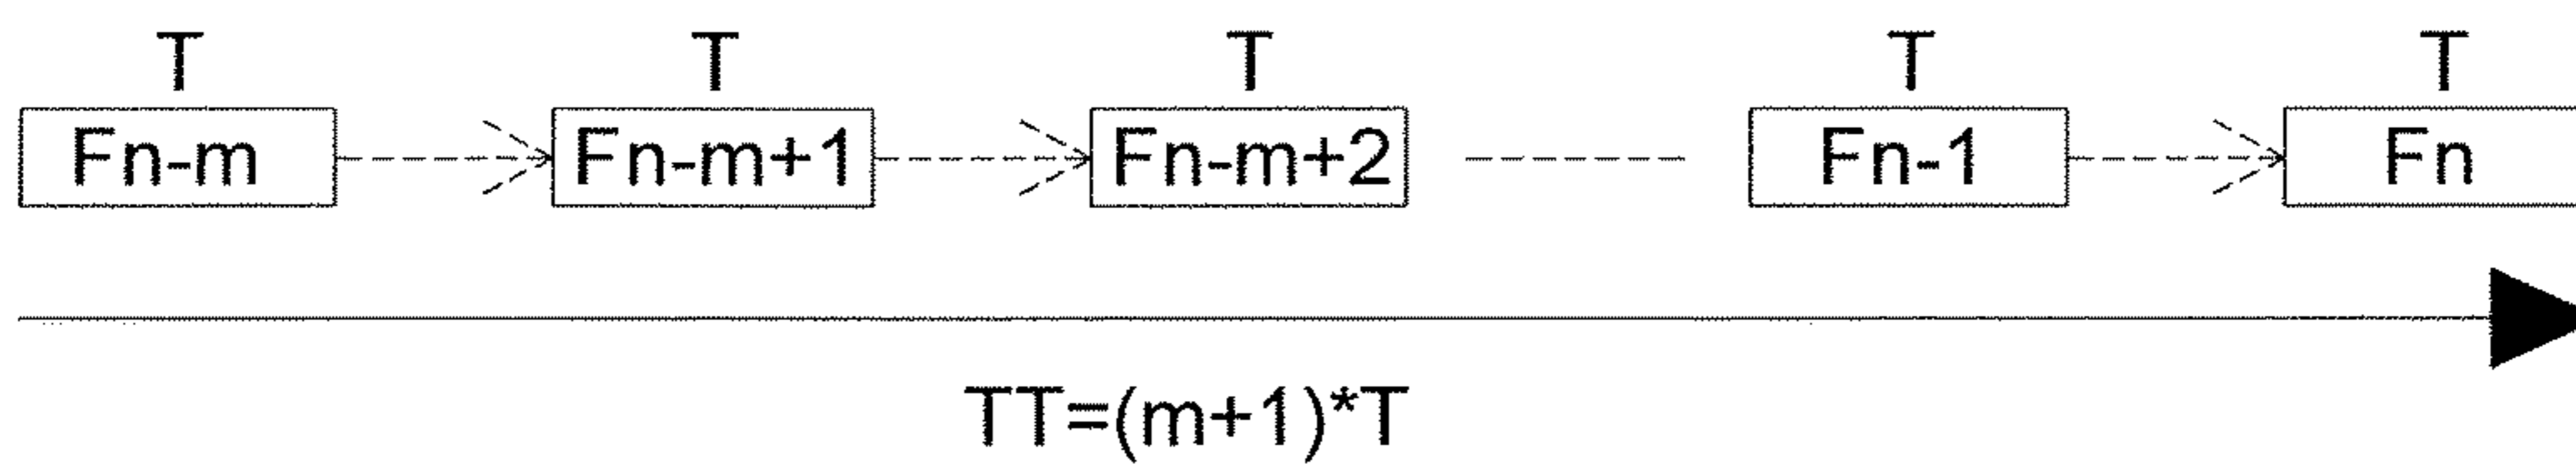 T T T T T
Fn-m Fn-m+1 Fn-m+2 Fn-1 Fn
TT=(m+1)*T